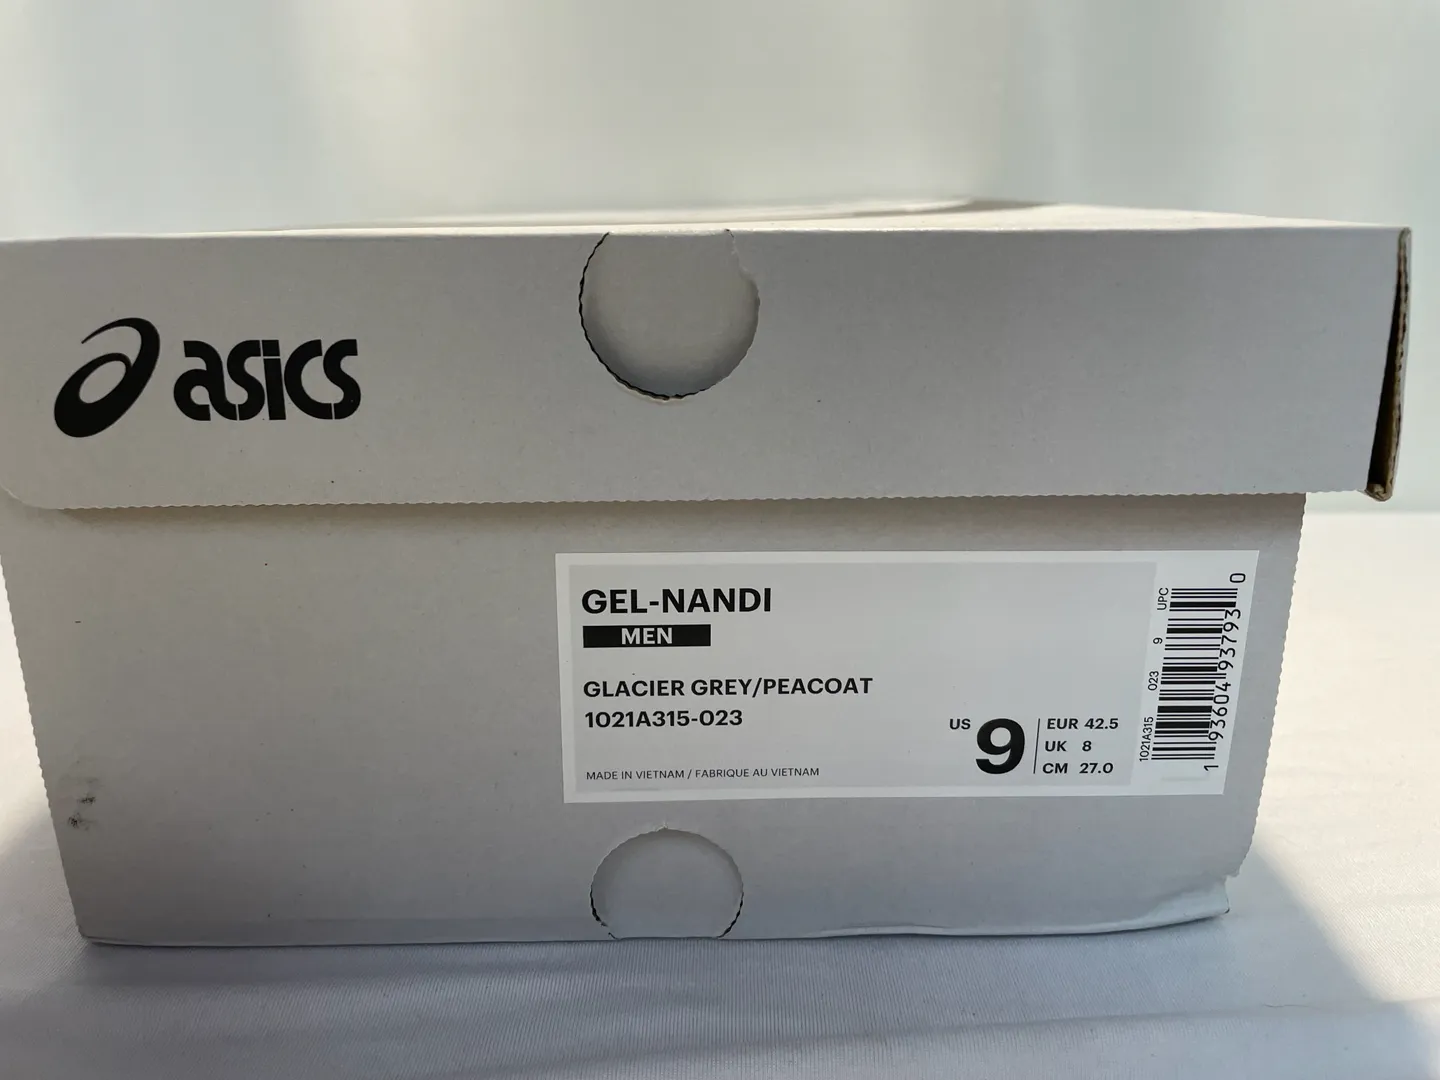 asics
GEL-NANDI
MEN
GLACIER GREY/PEACOAT
1021A315-023
MADE IN VIETNAM / FABRIQUE AU VIETNAM
US 9
EUR 42.5
UK 8
CM 27.0
1021A315 023 9 UPC
1 93604 93793 0